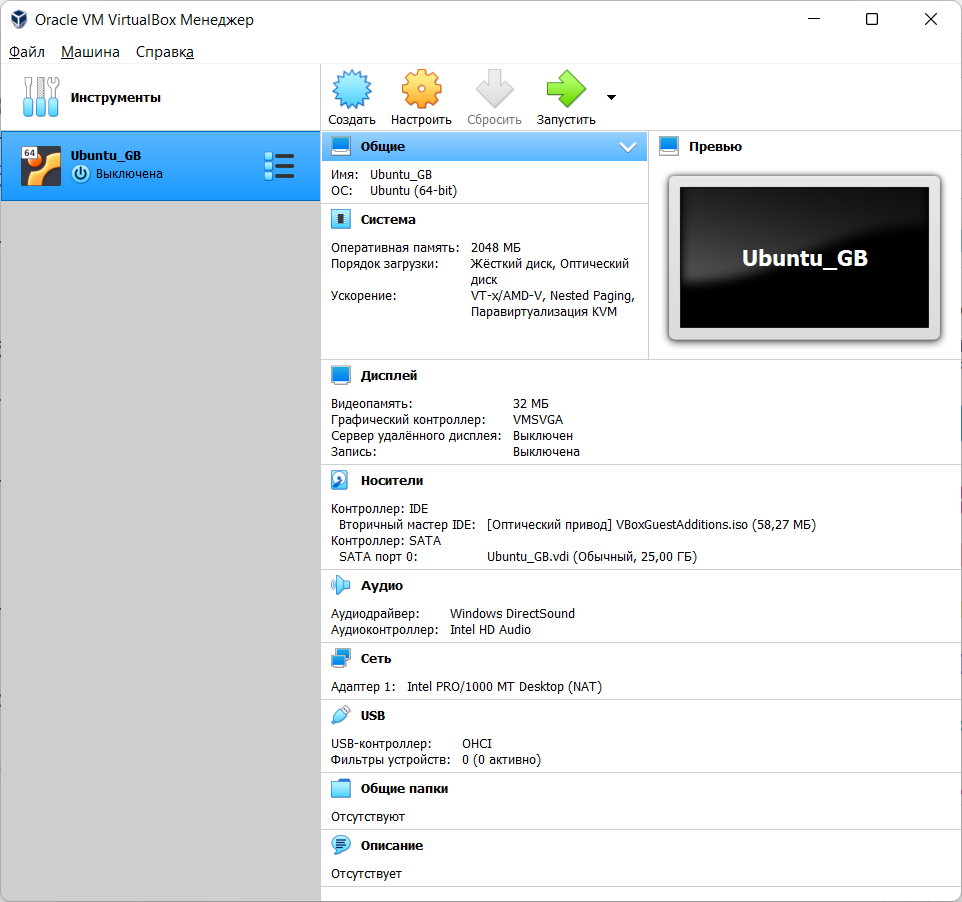 Oracle VM VirtualBox Менеджер
Файл Машина Справка
Инструменты
Создать Настроить Сбросить Запустить
64
Ubuntu_GB
Выключена
Общие
Имя: Ubuntu_GB
ОС: Ubuntu (64-bit)
Превью
Ubuntu_GB
Система
Оперативная память: 2048 МБ
Порядок загрузки: Жёсткий диск, Оптический
диск
Ускорение: VT-x/AMD-V, Nested Paging,
Паравиртуализация KVM
Дисплей
Видеопамять: 32 МБ
Графический контроллер: VMSVGA
Сервер удалённого дисплея: Выключен
Запись: Выключена
Носители
Контроллер: IDE
Вторичный мастер IDE: [Оптический привод] VBoxGuestAdditions.iso (58,27 МБ)
Контроллер: SATA
SATA порт 0: Ubuntu_GB.vdi (Обычный, 25,00 ГБ)
Аудио
Аудиодрайвер: Windows DirectSound
Аудиоконтроллер: Intel HD Audio
Сеть
Адаптер 1: Intel PRO/1000 MT Desktop (NAT)
USB
USB-контроллер: OHCI
Фильтры устройств: 0 (0 активно)
Общие папки
Отсутствуют
Описание
Отсутствует